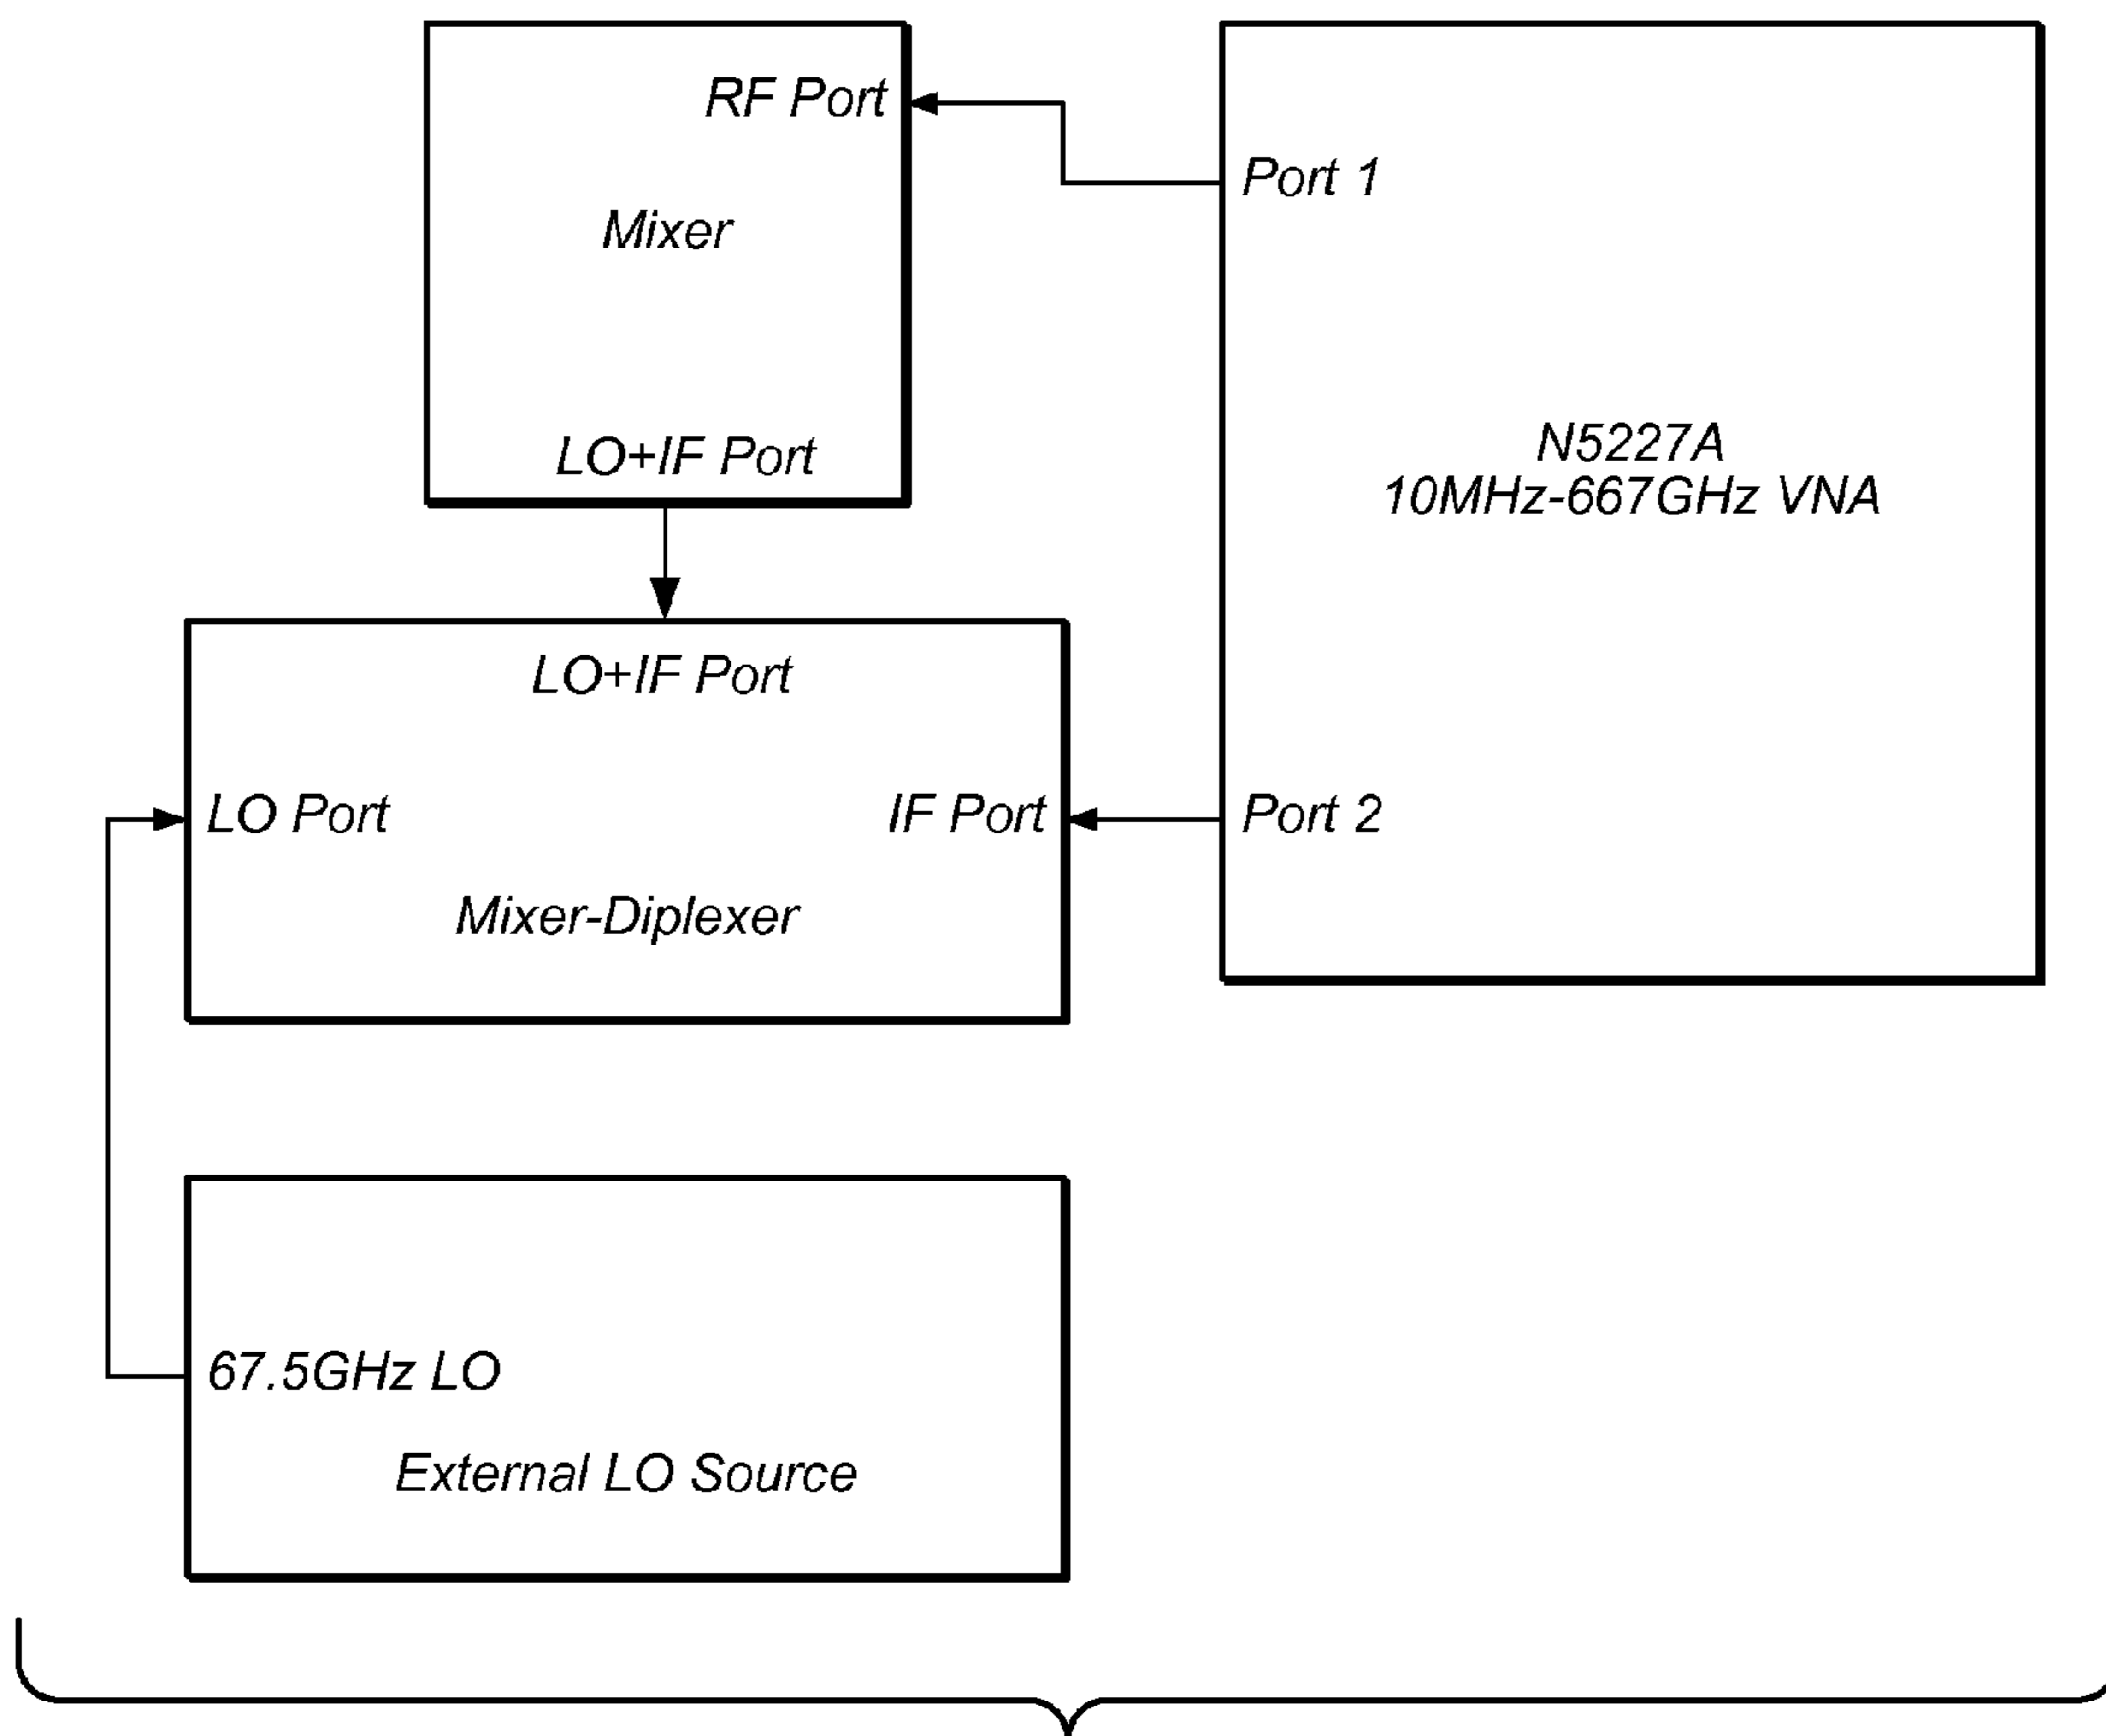 RF Port
Port 1
Mixer
N5227A
10MHz-667GHz VNA
LO+IF Port
LO+IF Port
LO Port
IF Port
Port 2
Mixer-Diplexer
67.5GHz LO
External LO Source